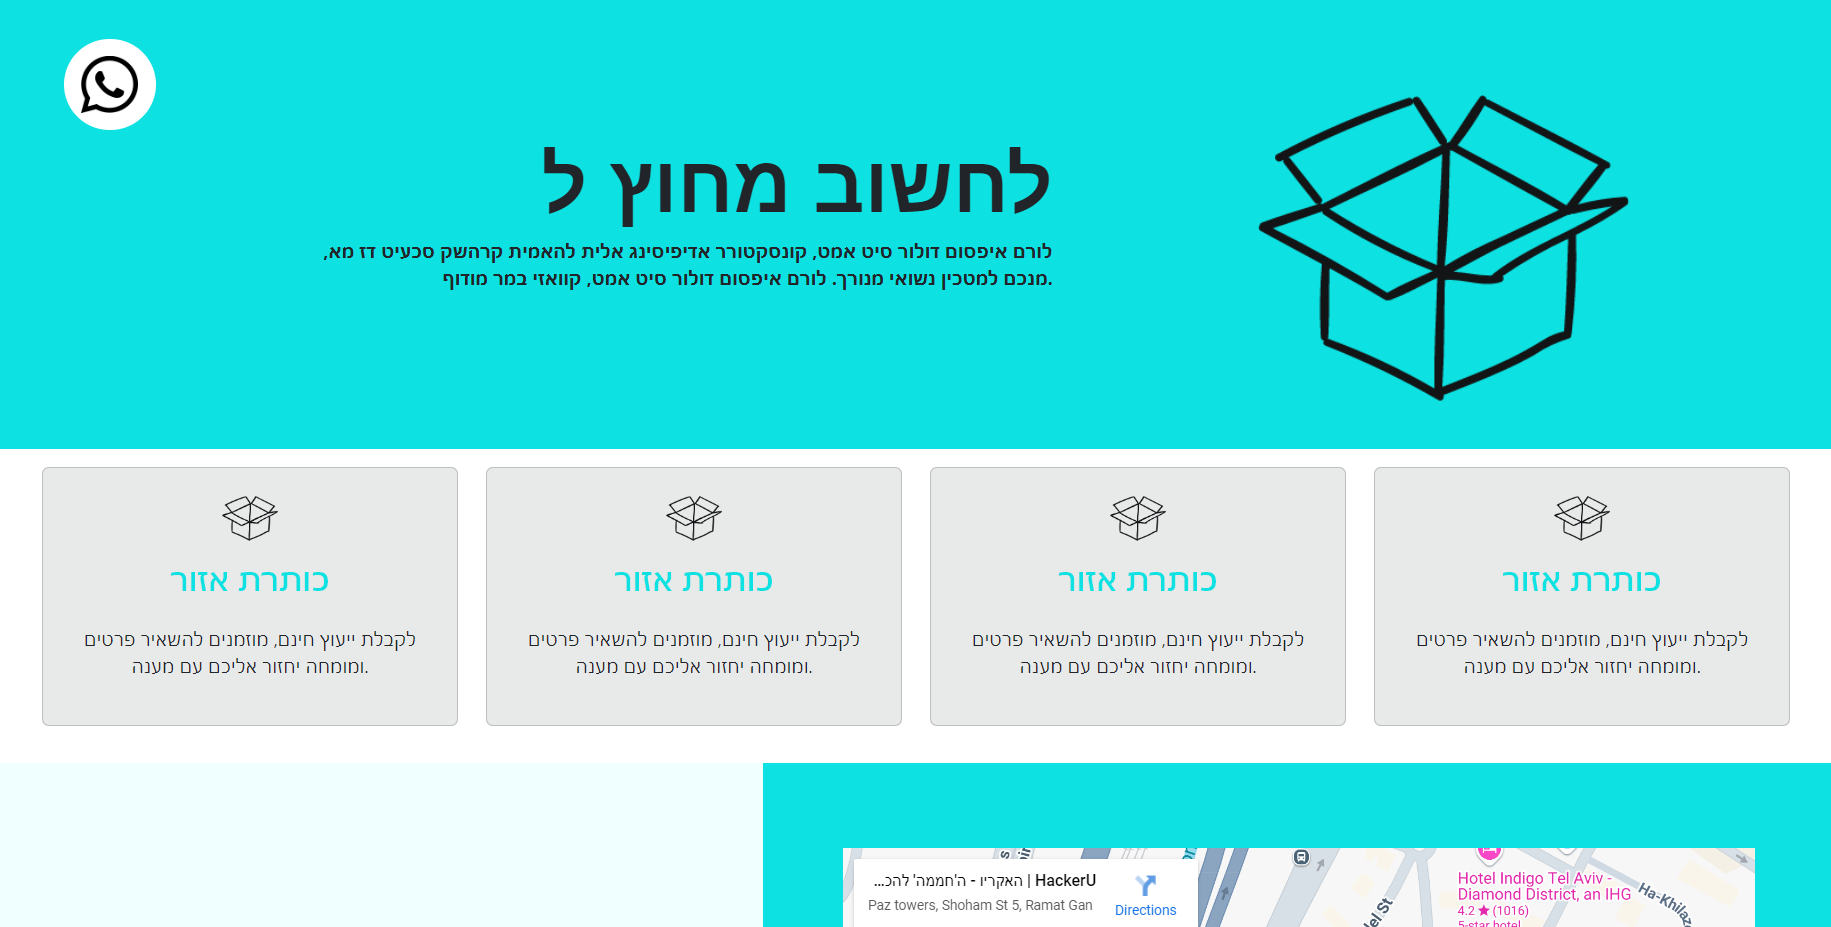 לחשוב מחוץ ל
לורם איפסום דולור סיט אמט, קונסקטורר אדיפיסינג אלית להאמית קרהשק סכעיט דז מא,
מנכם למטכין נשואי מנורך. לורם איפסום דולור סיט אמט, קוואזי במר מודוף.
כותרת אזור
לקבלת ייעוץ חינם, מוזמנים להשאיר פרטים
ומומחה יחזור אליכם עם מענה.
כותרת אזור
לקבלת ייעוץ חינם, מוזמנים להשאיר פרטים
ומומחה יחזור אליכם עם מענה.
כותרת אזור
לקבלת ייעוץ חינם, מוזמנים להשאיר פרטים
ומומחה יחזור אליכם עם מענה.
כותרת אזור
לקבלת ייעוץ חינם, מוזמנים להשאיר פרטים
ומומחה יחזור אליכם עם מענה.
HackerU | האקריו - ה'חממה' להכ...
Paz towers, Shoham St 5, Ramat Gan
Directions
Hotel Indigo Tel Aviv -
Diamond District, an IHG
4.2 ★ (1016)
5-star hotel